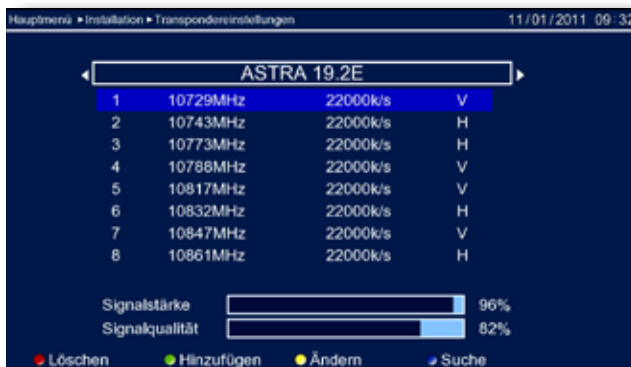 Hauptmenü ▸ Installation ▸ Transpondereinstellungen 11/01/2011 09:32
ASTRA 19.2E
1 10729MHz 22000k/s V
2 10743MHz 22000k/s H
3 10773MHz 22000k/s H
4 10788MHz 22000k/s V
5 10817MHz 22000k/s V
6 10832MHz 22000k/s H
7 10847MHz 22000k/s V
8 10861MHz 22000k/s H
Signalstärke 96%
Signalqualität 82%
Löschen Hinzufügen Ändern Suche